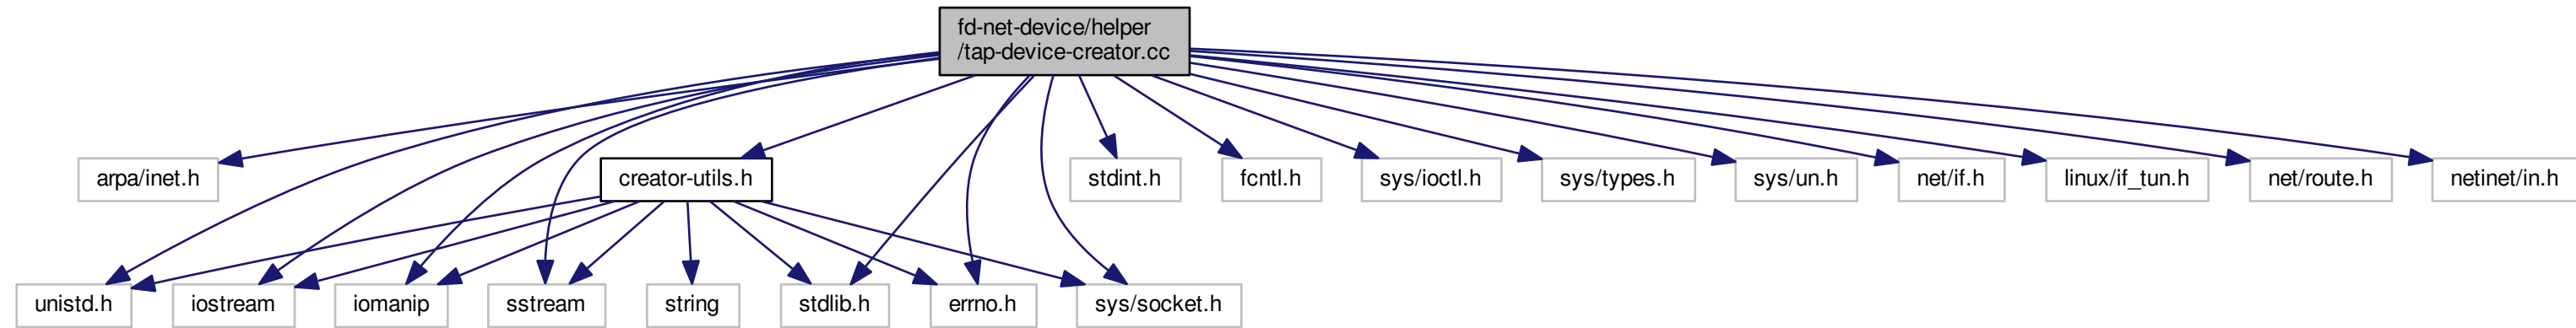 fd-net-device/helper
/tap-device-creator.cc
arpa/inet.h
creator-utils.h
stdint.h
fcntl.h
sys/ioctl.h
sys/types.h
sys/un.h
net/if.h
linux/if_tun.h
net/route.h
netinet/in.h
unistd.h
iostream
iomanip
sstream
string
stdlib.h
errno.h
sys/socket.h